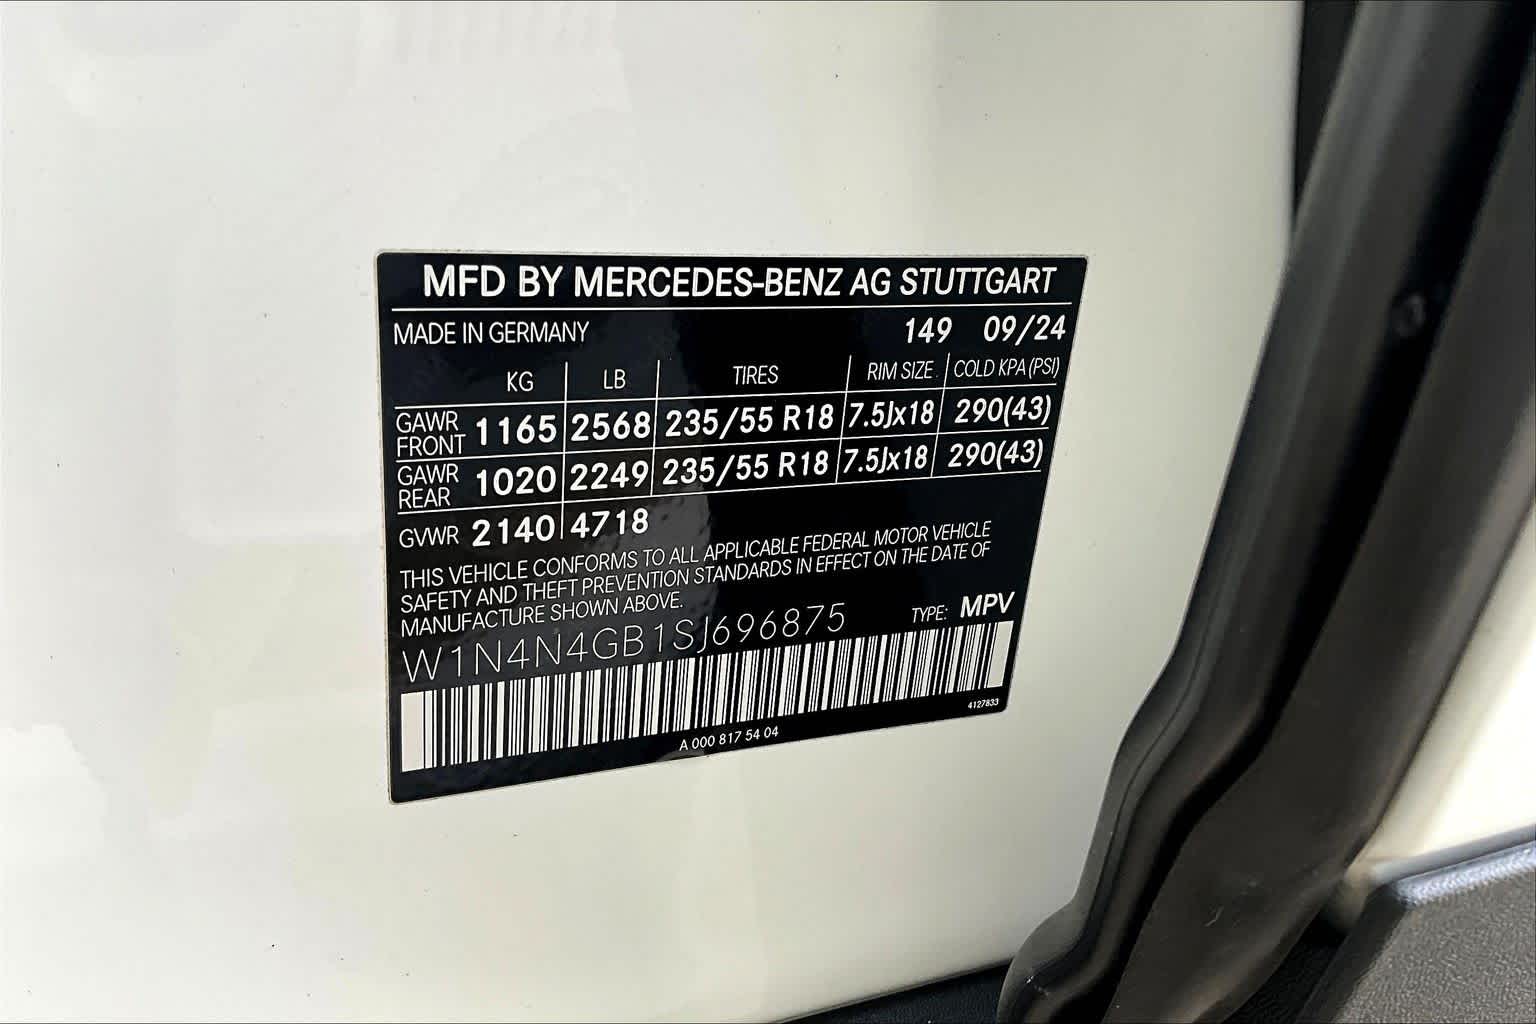 MFD BY MERCEDES-BENZ AG STUTTGART
MADE IN GERMANY 149 09/24
KG LB TIRES RIM SIZE COLD KPA (PSI)
GAWR FRONT 1165 2568 235/55 R18 7.5Jx18 290(43)
GAWR REAR 1020 2249 235/55 R18 7.5Jx18 290(43)
GVWR 2140 4718
THIS VEHICLE CONFORMS TO ALL APPLICABLE FEDERAL MOTOR VEHICLE
SAFETY AND THEFT PREVENTION STANDARDS IN EFFECT ON THE DATE OF
MANUFACTURE SHOWN ABOVE.
W1N4N4GB1SJ696875 TYPE: MPV
4127833
A 000 817 54 04